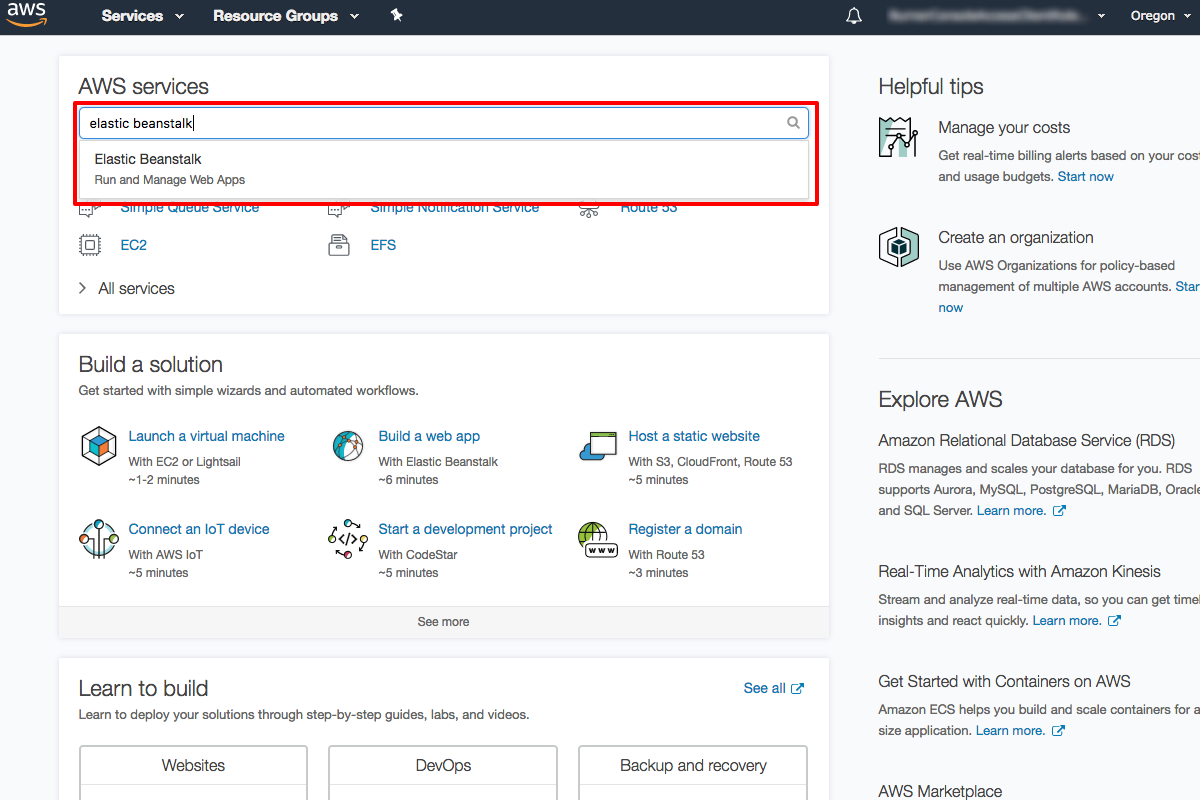 aws
Services
Resource Groups
Oregon
AWS services
elastic beanstalk
Elastic Beanstalk
Run and Manage Web Apps
Simple Queue Service
Simple Notification Service
Route 53
EC2
EFS
All services
Build a solution
Get started with simple wizards and automated workflows.
Launch a virtual machine
With EC2 or Lightsail
~1-2 minutes
Build a web app
With Elastic Beanstalk
~6 minutes
Host a static website
With S3, CloudFront, Route 53
~5 minutes
Connect an IoT device
With AWS IoT
~5 minutes
Start a development project
With CodeStar
~5 minutes
Register a domain
With Route 53
~3 minutes
www
See more
Learn to build
See all
Learn to deploy your solutions through step-by-step guides, labs, and videos.
Websites
DevOps
Backup and recovery
Helpful tips
Manage your costs
Get real-time billing alerts based on your cost
and usage budgets. Start now
Create an organization
Use AWS Organizations for policy-based
management of multiple AWS accounts. Star
now
Explore AWS
Amazon Relational Database Service (RDS)
RDS manages and scales your database for you. RDS
supports Aurora, MySQL, PostgreSQL, MariaDB, Oracle
and SQL Server. Learn more.
Real-Time Analytics with Amazon Kinesis
Stream and analyze real-time data, so you can get timel
insights and react quickly. Learn more.
Get Started with Containers on AWS
Amazon ECS helps you build and scale containers for a
size application. Learn more.
AWS Marketplace